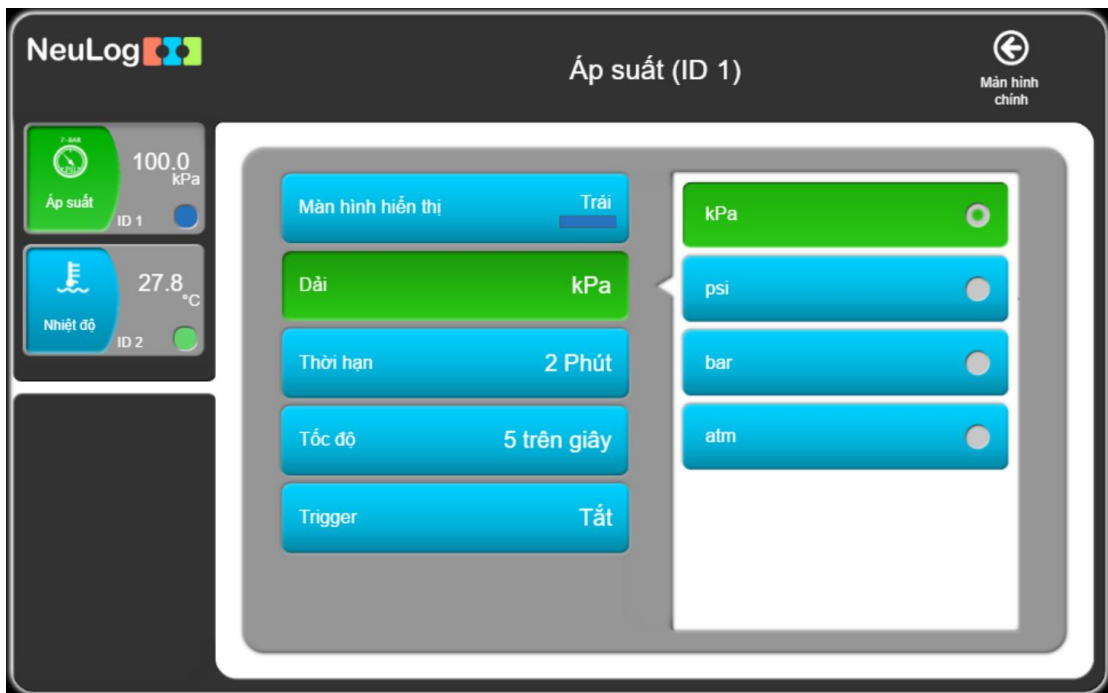 NeuLog
Áp suất (ID 1)
Màn hình
chính
7-BAR
Áp suất
100.0
kPa
ID 1
Nhiệt độ
27.8
°C
ID 2
Màn hình hiển thị
Trái
Dải
kPa
Thời hạn
2 Phút
Tốc độ
5 trên giây
Trigger
Tắt
kPa
psi
bar
atm